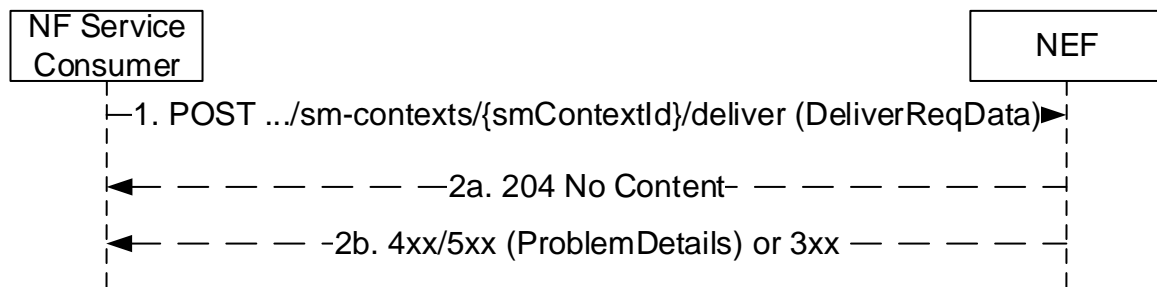 NF Service
Consumer
NEF
1. POST .../sm-contexts/{smContextId}/deliver (DeliverReqData)
2a. 204 No Content
2b. 4xx/5xx (ProblemDetails) or 3xx